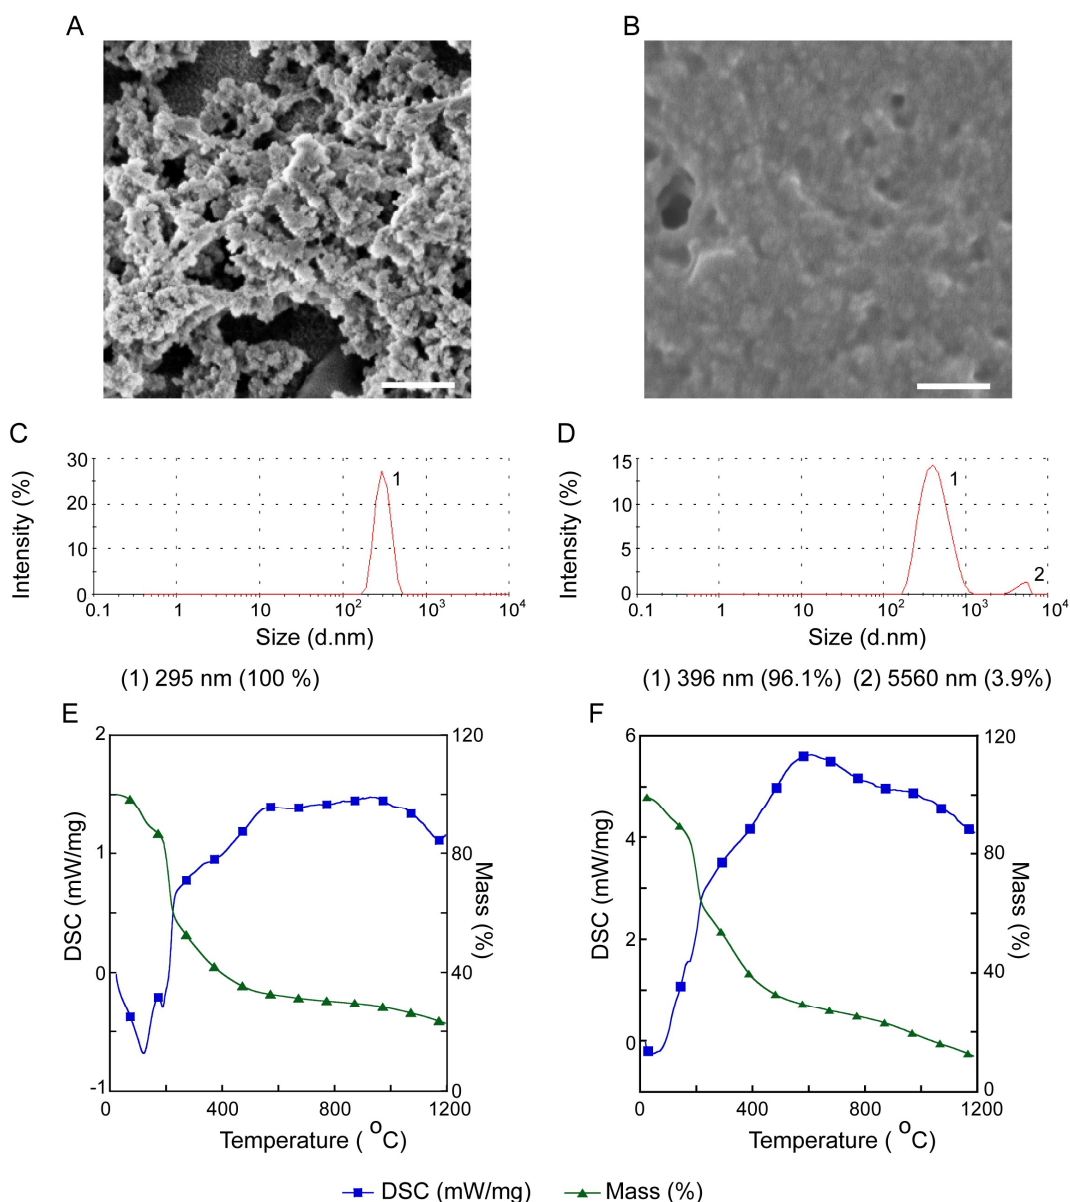 A
B
C
D
30
20
10
0
Intensity (%)
0.1
1
10
10²
10³
10⁴
Size (d.nm)
1
(1) 295 nm (100 %)
15
10
5
0
Intensity (%)
0.1
1
10
10²
10³
10⁴
Size (d.nm)
1
2
(1) 396 nm (96.1%) (2) 5560 nm (3.9%)
E
2
1
0
-1
DSC (mW/mg)
120
80
40
0
Mass (%)
0
400
800
1200
Temperature ( °C)
F
6
4
2
0
DSC (mW/mg)
120
80
40
0
Mass (%)
0
400
800
1200
Temperature ( °C)
DSC (mW/mg)
Mass (%)